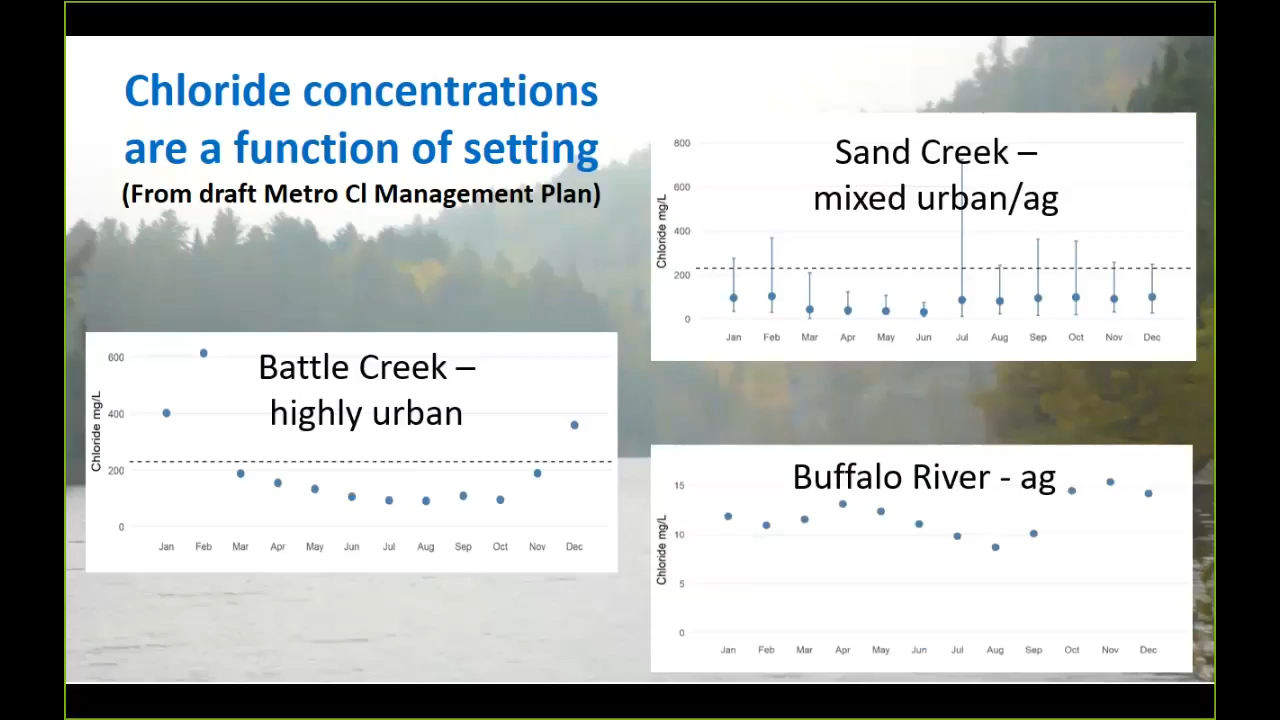 Chloride concentrations
are a function of setting
(From draft Metro Cl Management Plan)
Sand Creek –
mixed urban/ag
Chloride mg/L
800
600
400
200
0
Jan Feb Mar Apr May Jun Jul Aug Sep Oct Nov Dec
Battle Creek –
highly urban
Chloride mg/L
600
400
200
0
Jan Feb Mar Apr May Jun Jul Aug Sep Oct Nov Dec
Buffalo River - ag
Chloride mg/L
15
10
5
0
Jan Feb Mar Apr May Jun Jul Aug Sep Oct Nov Dec